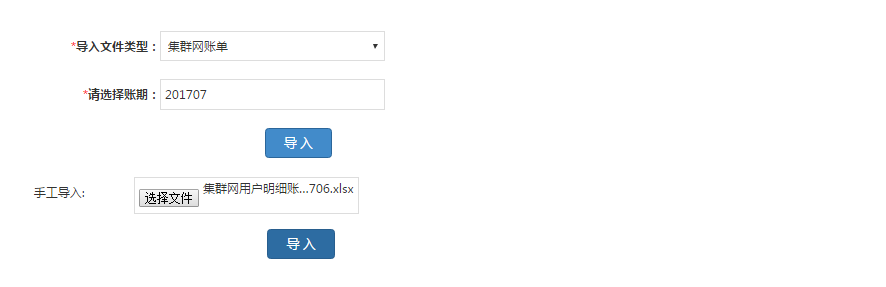 *导入文件类型： 集群网账单
*请选择账期： 201707
导入
手工导入: 选择文件 集群网用户明细账...706.xlsx
导入